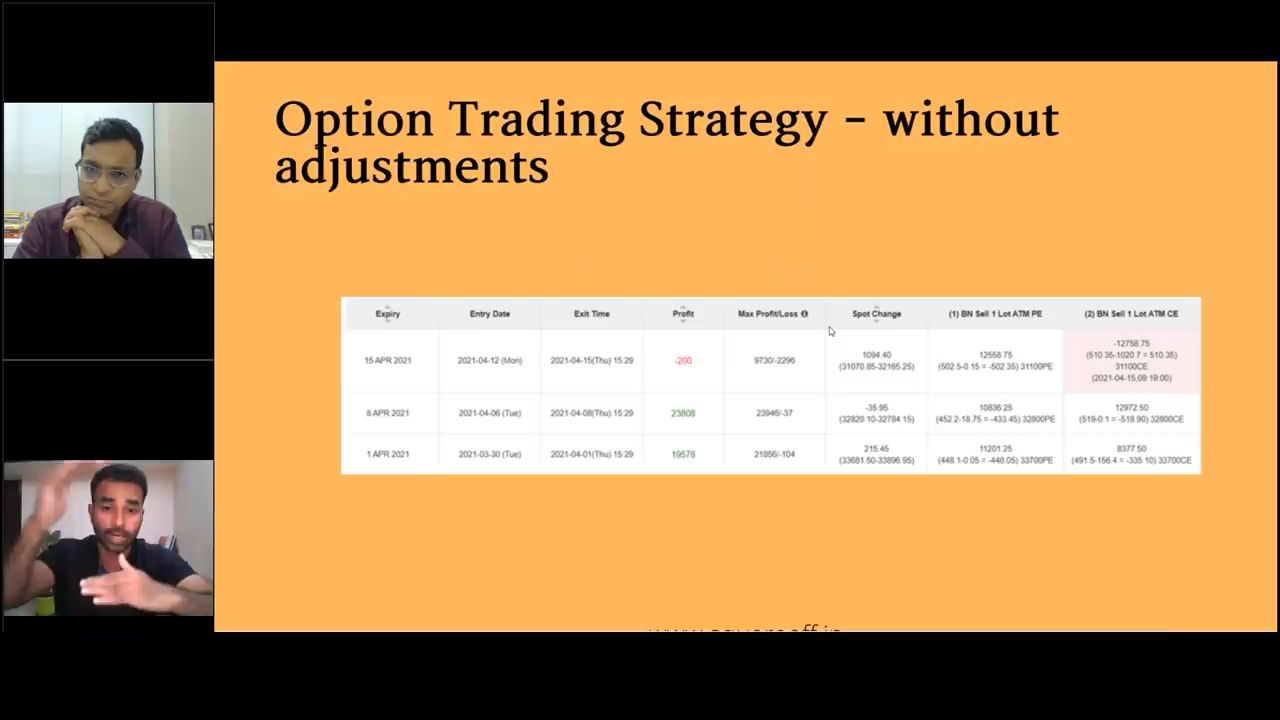 Option Trading Strategy - without
adjustments
Expiry Entry Date Exit Time Profit Max Profit/Loss Spot Change (1) BN Sell 1 Lot ATM PE (2) BN Sell 1 Lot ATM CE
15 APR 2021 2021-04-12 (Mon) 2021-04-15(Thu) 15:29 -200 9730/-2296 1094.40 12558.75 -12758.75
(31070.85-32165.25) (502.5-0.15 = -502.35) 31100PE (510.35-1020.7 = 510.35)
31100CE
(2021-04-15,09:19:00)
8 APR 2021 2021-04-06 (Tue) 2021-04-08(Thu) 15:29 23808 23946/-37 -35.95 10836.25 12972.50
(32820.10-32784.15) (452.2-18.75 = -433.45) 32800PE (519-0.1 = -518.90) 32800CE
1 APR 2021 2021-03-30 (Tue) 2021-04-01(Thu) 15:29 19578 21856/-104 215.45 11201.25 8377.50
(33681.50-33896.95) (448.1-0.05 = -448.05) 33700PE (491.5-156.4 = -335.10) 33700CE